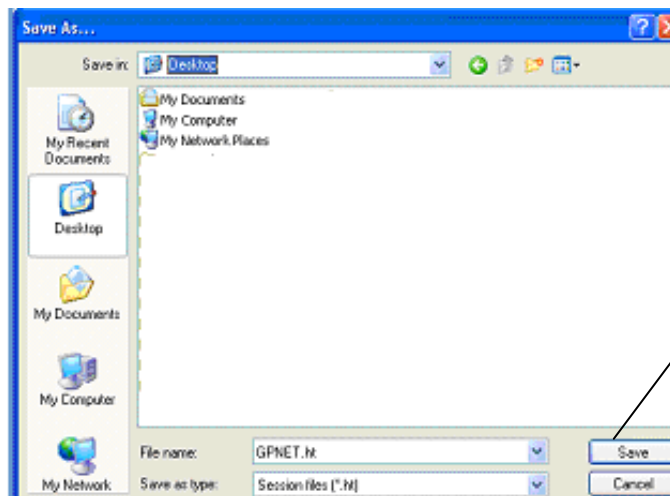 Save As...
Save in:
Desktop
My Recent
Documents
Desktop
My Documents
My Computer
My Network
My Documents
My Computer
My Network Places
File name:
GPNET.ht
Save
Save as type:
Session files (*.ht)
Cancel